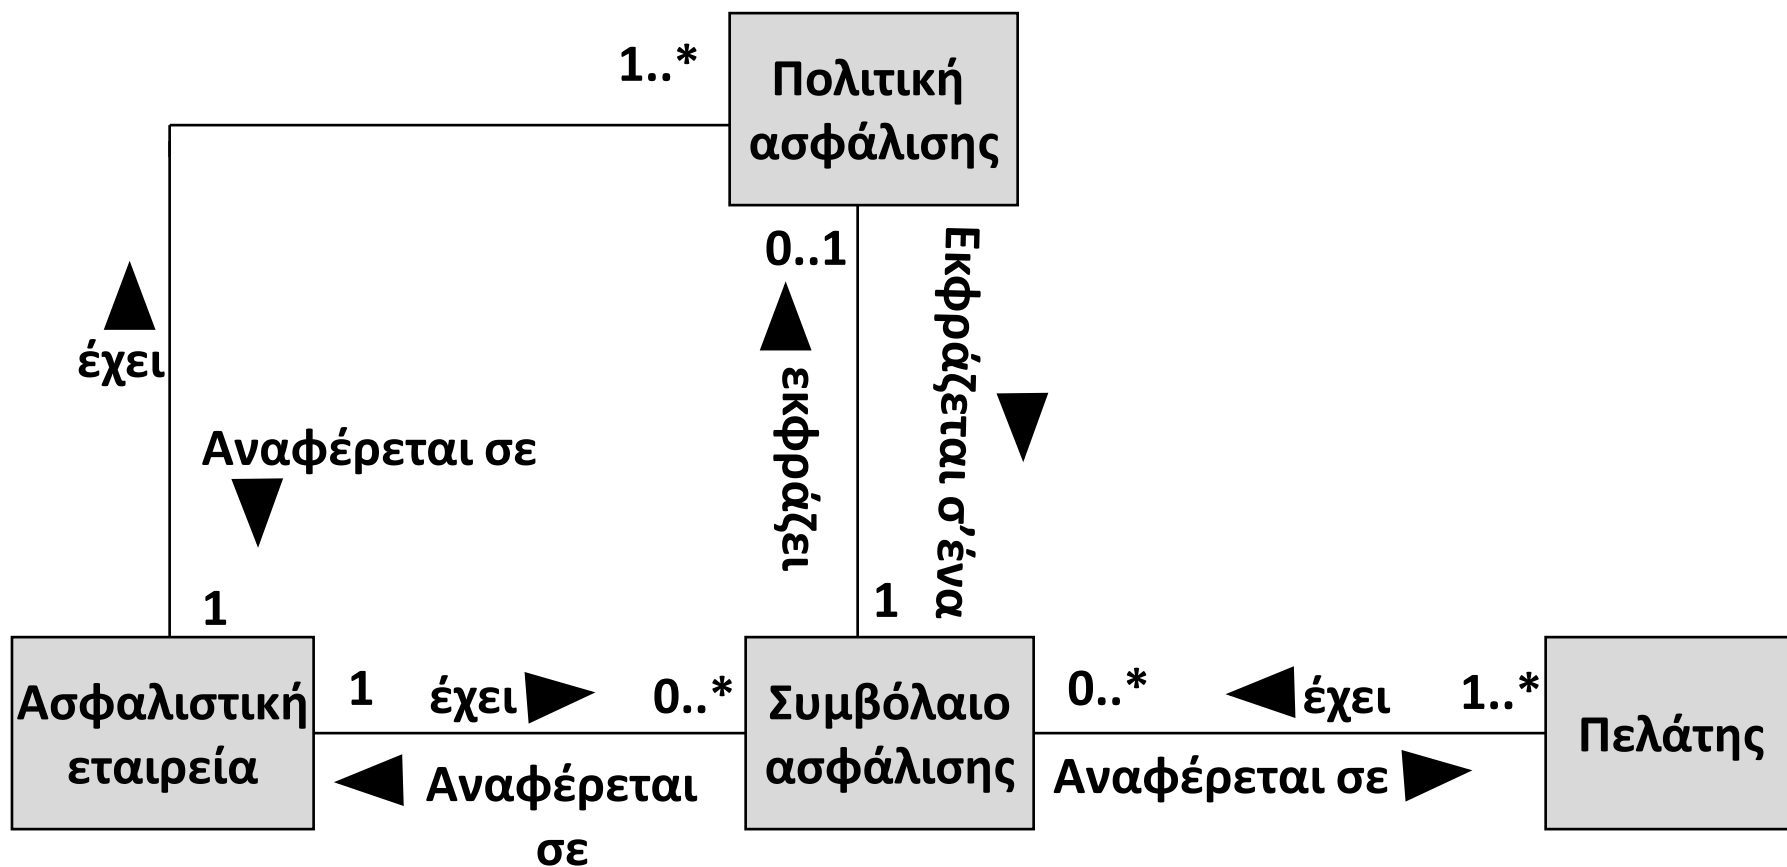 1..*
Πολιτική
ασφάλισης
0..1
Εκφράζεται σ’ένα
έχει
εκφράζει
Αναφέρεται σε
1
1
Ασφαλιστική
εταιρεία
1
έχει
0..*
Συμβόλαιο
ασφάλισης
0..*
έχει
1..*
Πελάτης
Αναφέρεται
σε
Αναφέρεται σε